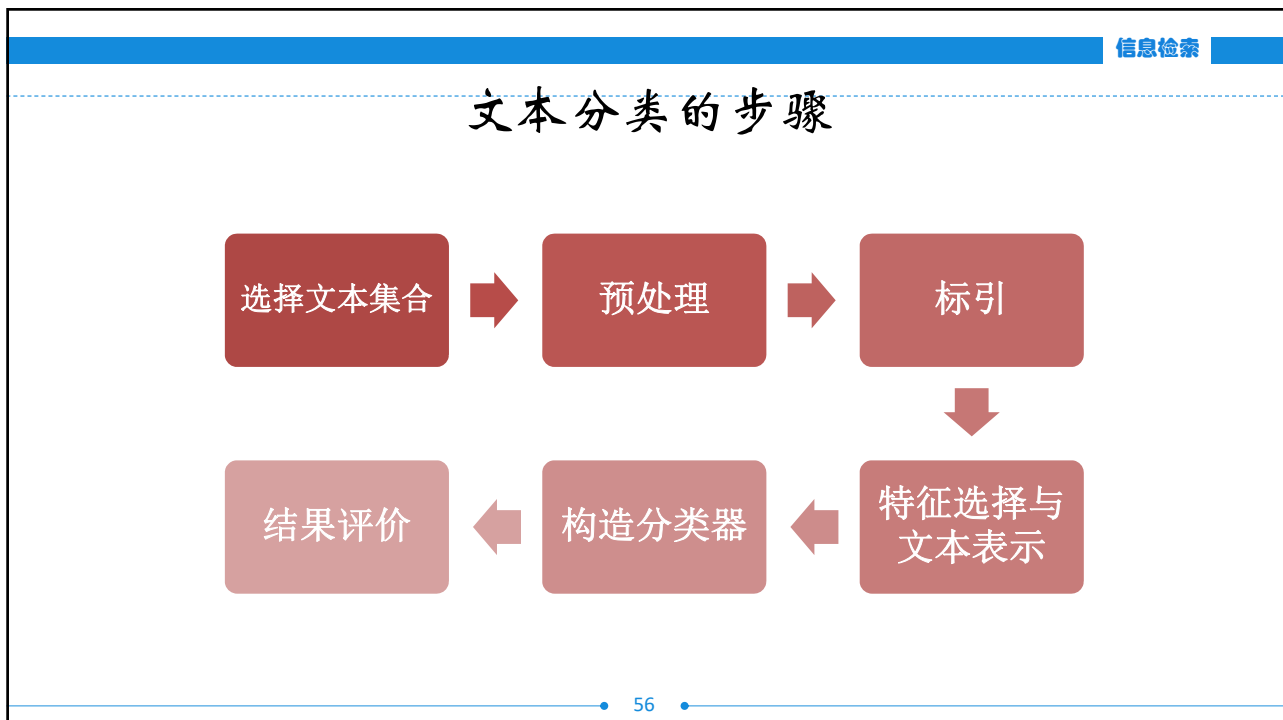 信息检索
文本分类的步骤
选择文本集合
预处理
标引
特征选择与
文本表示
构造分类器
结果评价
56